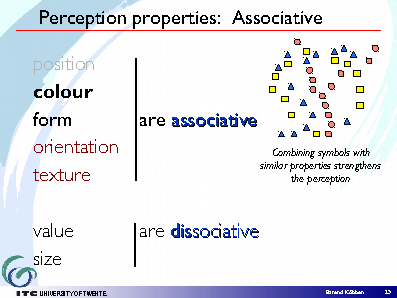 Perception properties: Associative
position
colour
form
orientation
texture
are associative
Combining symbols with
similar properties strengthens
the perception
value
size
are dissociative
ITC UNIVERSITY OF TWENTE.
Barend Köbben
23